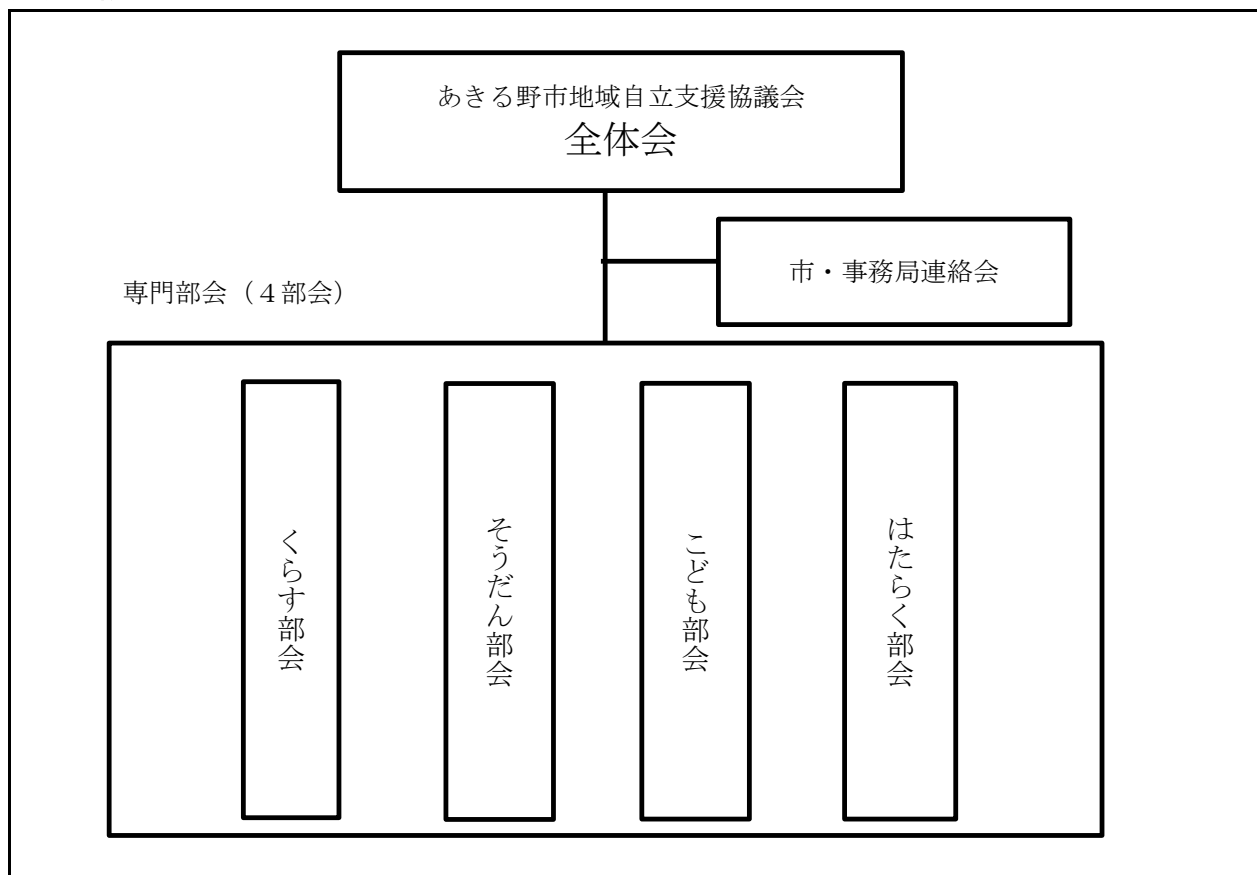 あきる野市地域自立支援協議会
全体会
市・事務局連絡会
専門部会（４部会）
くらす部会
そうだん部会
こども部会
はたらく部会